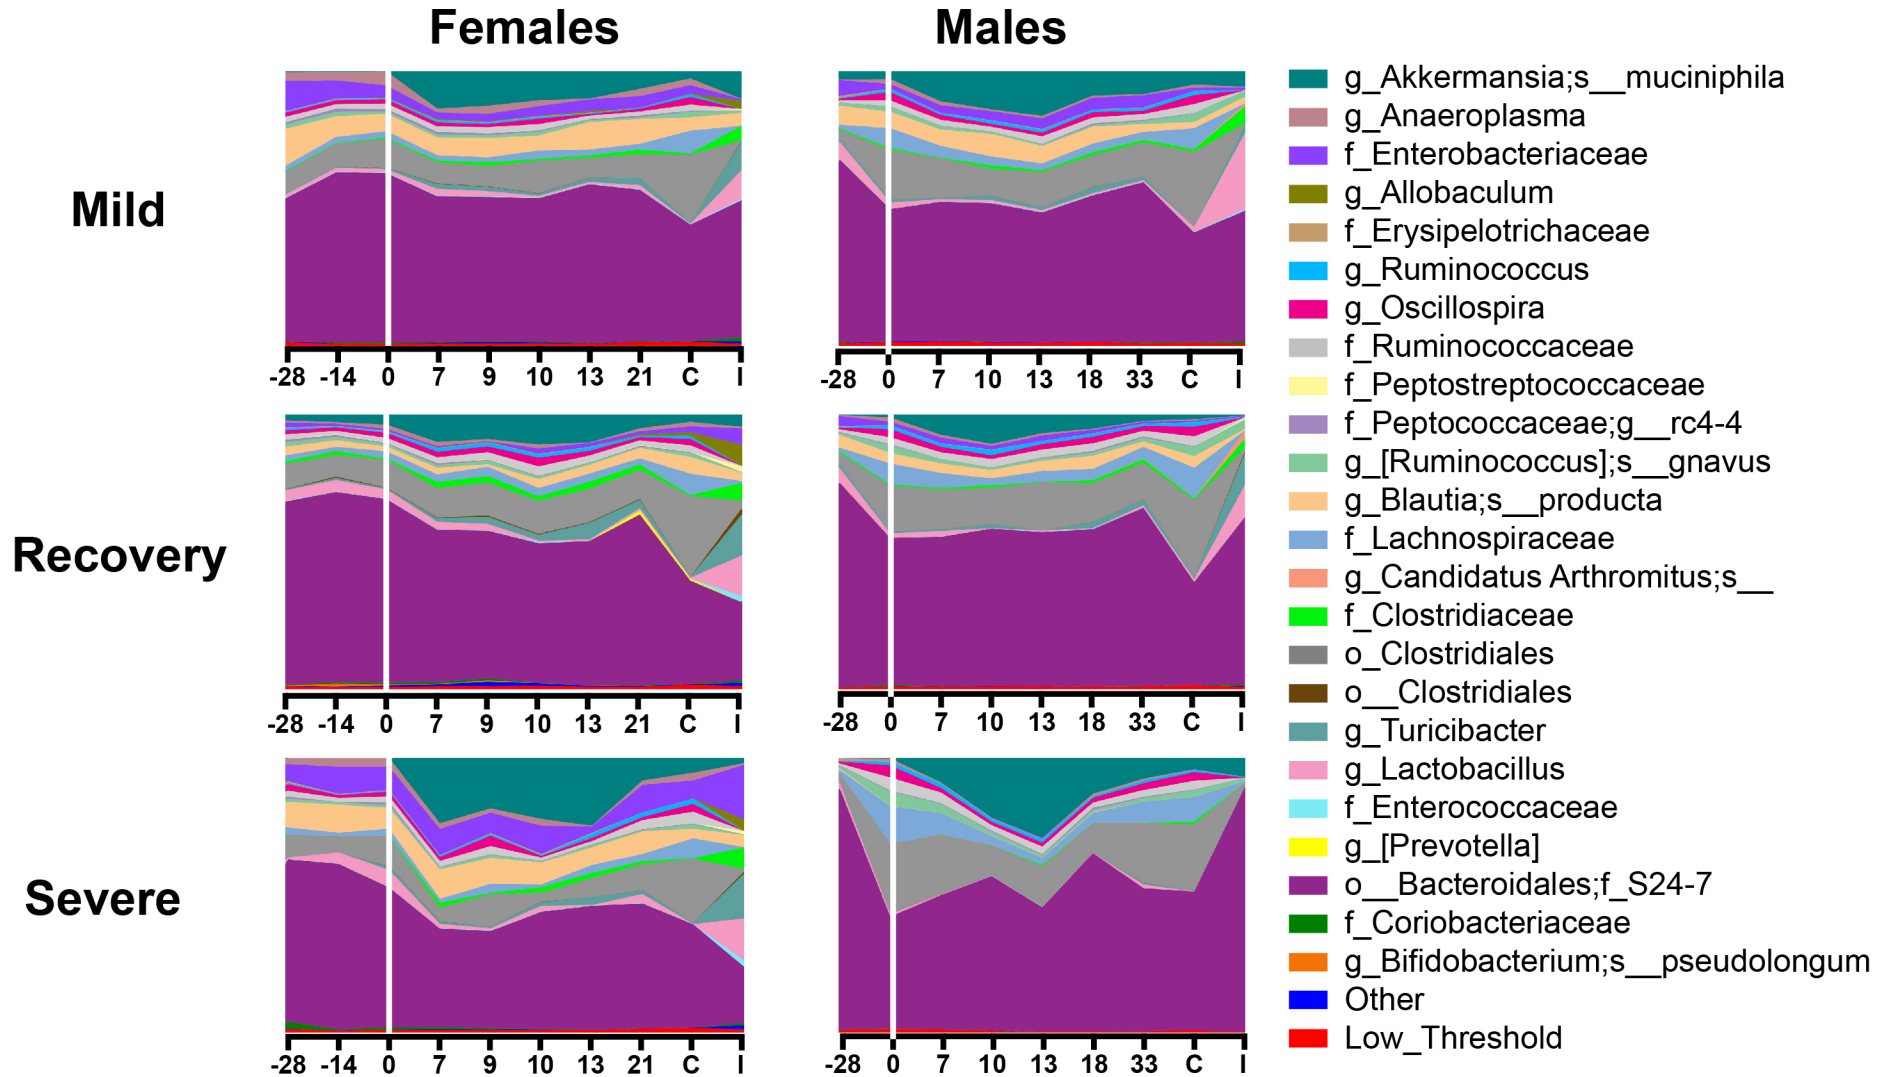 Females
Males
Mild
-28 -14 0 7 9 10 13 21 C I
-28 0 7 10 13 18 33 C I
Recovery
-28 -14 0 7 9 10 13 21 C I
-28 0 7 10 13 18 33 C I
Severe
-28 -14 0 7 9 10 13 21 C I
-28 0 7 10 13 18 33 C I
g_Akkermansia;s__muciniphila
g_Anaeroplasma
f_Enterobacteriaceae
g_Allobaculum
f_Erysipelotrichaceae
g_Ruminococcus
g_Oscillospira
f_Ruminococcaceae
f_Peptostreptococcaceae
f_Peptococcaceae;g__rc4-4
g_[Ruminococcus];s__gnavus
g_Blautia;s__producta
f_Lachnospiraceae
g_Candidatus Arthromitus;s__
f_Clostridiaceae
o_Clostridiales
o__Clostridiales
g_Turicibacter
g_Lactobacillus
f_Enterococcaceae
g_[Prevotella]
o__Bacteroidales;f_S24-7
f_Coriobacteriaceae
g_Bifidobacterium;s__pseudolongum
Other
Low_Threshold